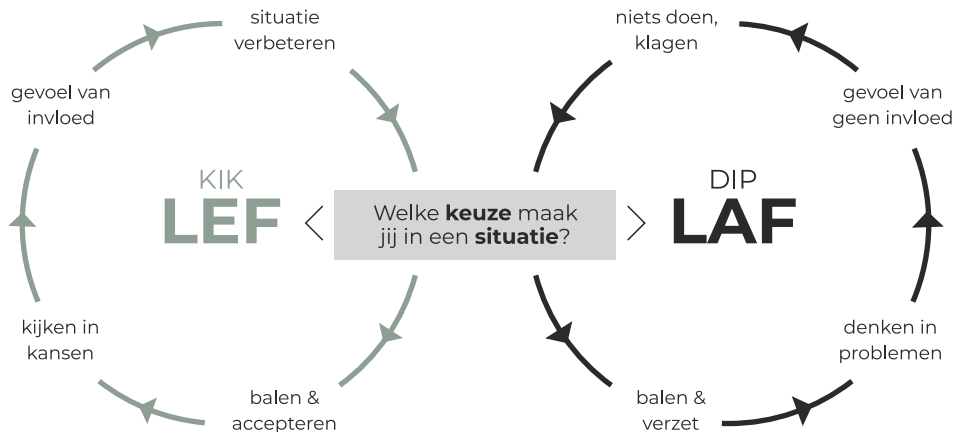 situatie
verbeteren
niets doen,
klagen
gevoel van
invloed
gevoel van
geen invloed
KIK
LEF
Welke keuze maak
jij in een situatie?
DIP
LAF
kijken in
kansen
denken in
problemen
balen &
accepteren
balen &
verzet